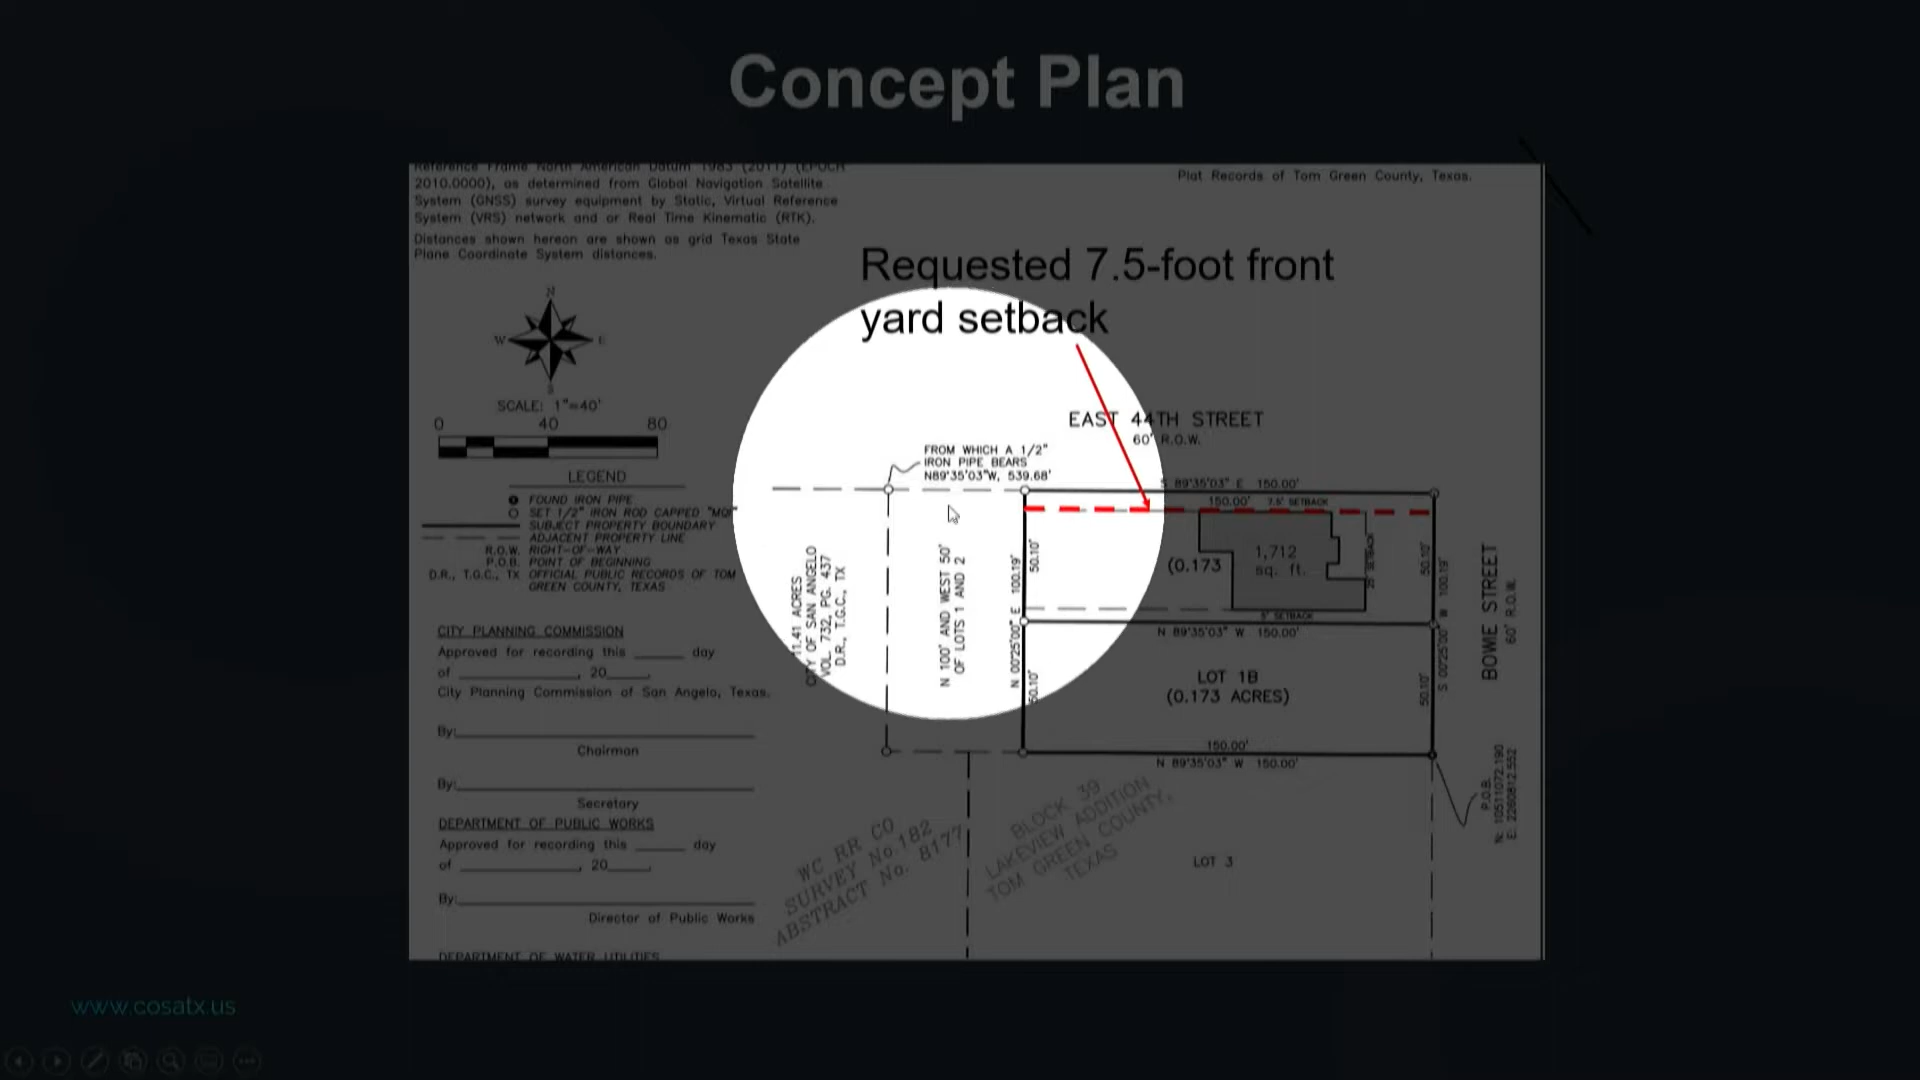 Concept Plan
Reference Frame North American Datum 1983 (2011) (EPOCH
2010.0000), as determined from Global Navigation Satellite
System (GNSS) survey equipment by Static, Virtual Reference
System (VRS) network and or Real Time Kinematic (RTK).
Distances shown hereon are shown as grid Texas State
Plane Coordinate System distances.
Plat Records of Tom Green County, Texas.
Requested 7.5-foot front
yard setback
N
W E
S
SCALE: 1"=40'
0 40 80
LEGEND
FOUND IRON PIPE
SET 1/2" IRON ROD CAPPED
SUBJECT PROPERTY BOUNDARY
ADJACENT PROPERTY LINE
R.O.W. RIGHT-OF-WAY
P.O.B. POINT OF BEGINNING
D.R., T.G.C., TX OFFICIAL PUBLIC RECORDS OF TOM
GREEN COUNTY, TEXAS
CITY PLANNING COMMISSION
Approved for recording this ______ day
of ______________, 20_____.
City Planning Commission of San Angelo, Texas.
By:
Chairman
By:
Secretary
DEPARTMENT OF PUBLIC WORKS
Approved for recording this ______ day
of ______________, 20_____.
By:
Director of Public Works
DEPARTMENT OF WATER UTILITIES
EAST 44TH STREET
60' R.O.W.
FROM WHICH A 1/2"
IRON PIPE BEARS
N89°35'03"W, 539.68'
S 89°35'03" E 150.00'
150.00' 7.5' SETBACK
11.41 ACRES
CITY OF SAN ANGELO
VOL. 732, PG. 437
D.R., T.G.C., TX
N 100' AND WEST 50'
OF LOTS 1 AND 2
N 00°25'00" E 100.19'
50.10'
50.10'
(0.173
1,712
sq. ft.
25' SETBACK
5' SETBACK
50.10'
50.10'
S 00°25'00" W 100.19'
BOWIE STREET
60' R.O.W.
N 89°35'03" W 150.00'
LOT 1B
(0.173 ACRES)
150.00'
N 89°35'03" W 150.00'
P.O.B.
N: 10511072.190
E: 2260812.552
WC RR CO
SURVEY No.182
ABSTRACT No. 8177
BLOCK 39
LAKEVIEW ADDITION
TOM GREEN COUNTY,
TEXAS
LOT 3
www.cosatx.us